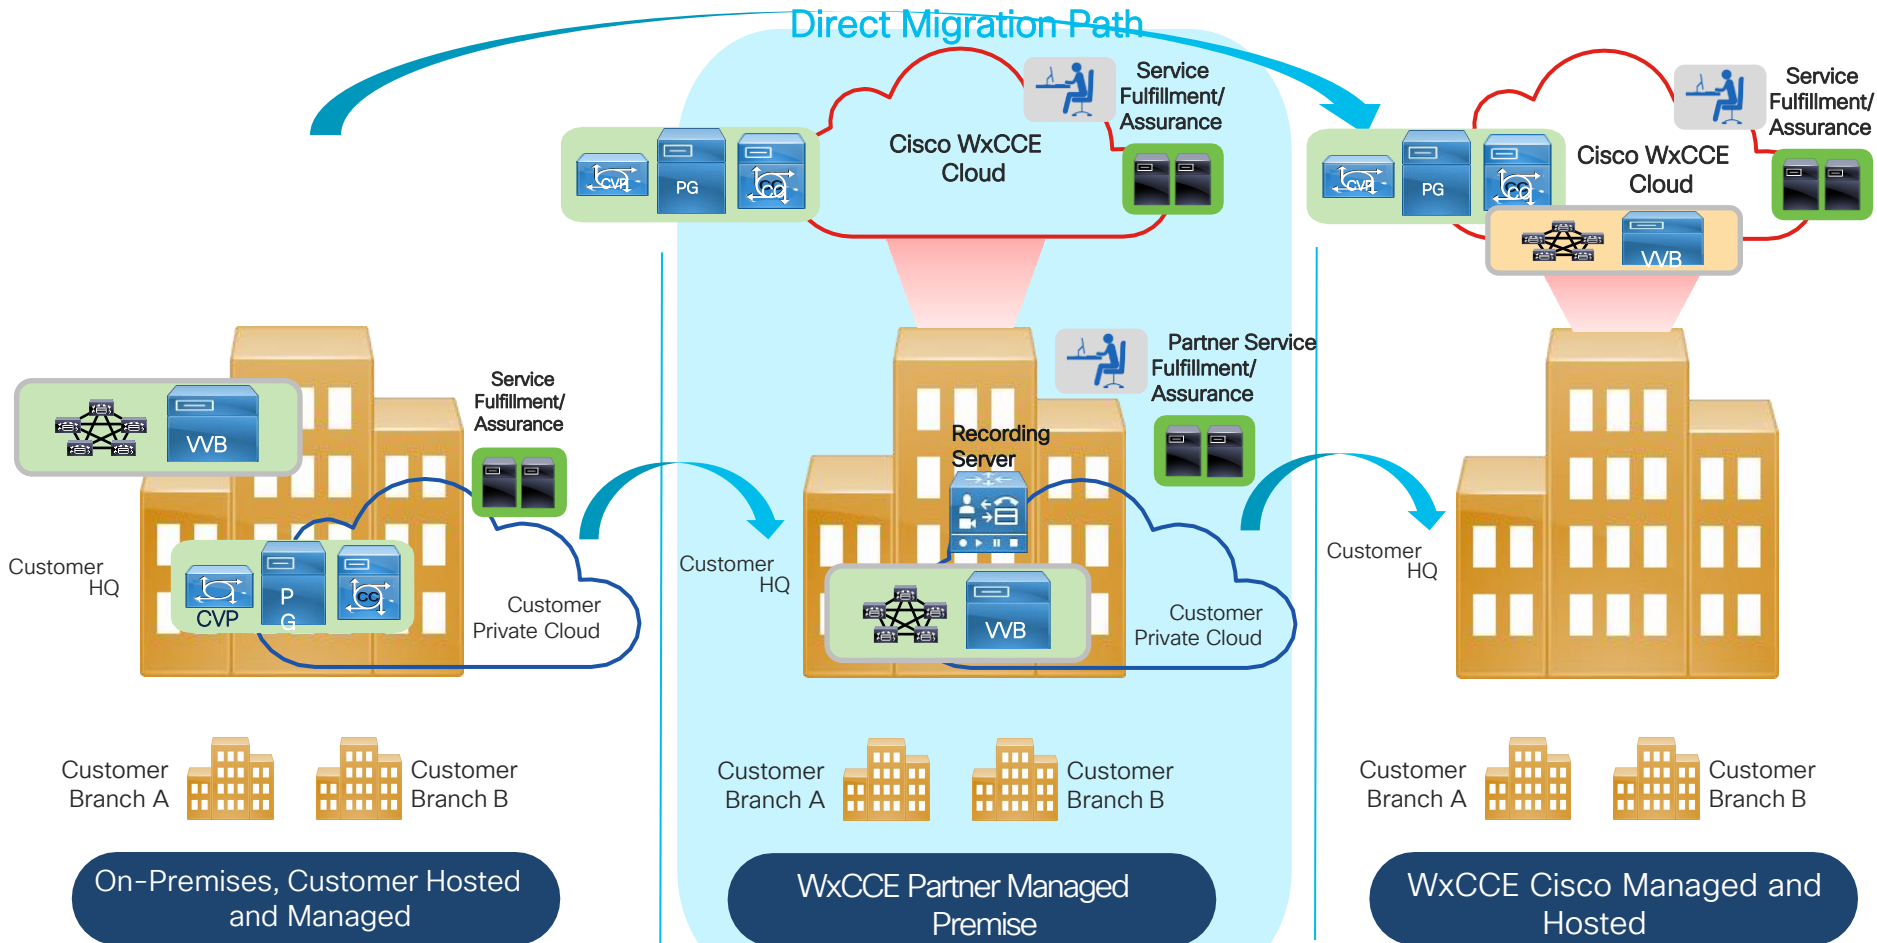 Direct Migration Path
Service
Fulfillment/
Assurance
Cisco WxCCE
Cloud
CVP
PG
CC
Service
Fulfillment/
Assurance
Cisco WxCCE
Cloud
CVP
PG
CC
VVB
Service
Fulfillment/
Assurance
VVB
Customer
HQ
CVP
P
G
CC
Customer
Private Cloud
Partner Service
Fulfillment/
Assurance
Recording
Server
Customer
HQ
VVB
Customer
Private Cloud
Customer
HQ
Customer
Branch A
Customer
Branch B
Customer
Branch A
Customer
Branch B
Customer
Branch A
Customer
Branch B
On-Premises, Customer Hosted
and Managed
WxCCE Partner Managed
Premise
WxCCE Cisco Managed and
Hosted